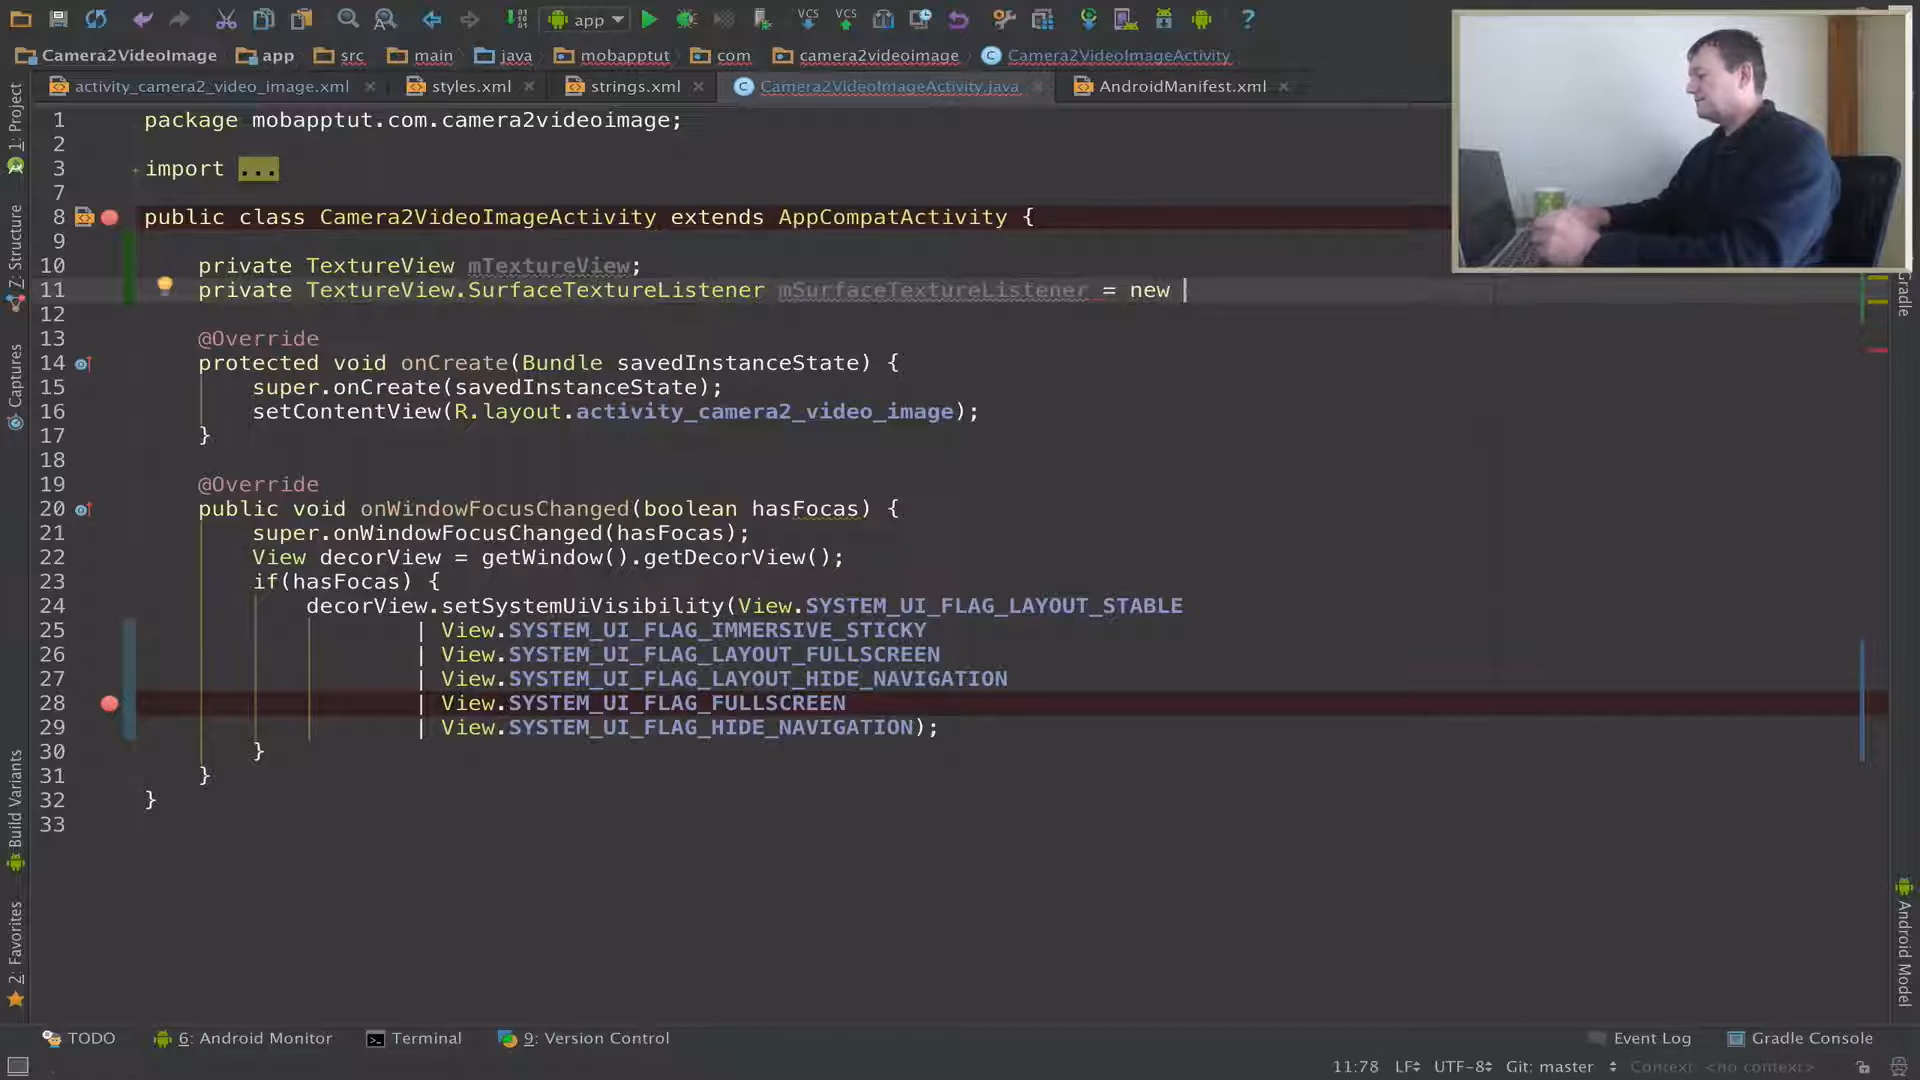 app
Camera2VideoImage app src main java mobapptut com camera2videoimage Camera2VideoImageActivity
activity_camera2_video_image.xml styles.xml strings.xml Camera2VideoImageActivity.java AndroidManifest.xml
1: Project
7: Structure
Captures
Build Variants
2: Favorites
1 package mobapptut.com.camera2videoimage;
2
3 import ...
7
8 public class Camera2VideoImageActivity extends AppCompatActivity {
9
10 private TextureView mTextureView;
11 private TextureView.SurfaceTextureListener mSurfaceTextureListener = new
12
13 @Override
14 protected void onCreate(Bundle savedInstanceState) {
15 super.onCreate(savedInstanceState);
16 setContentView(R.layout.activity_camera2_video_image);
17 }
18
19 @Override
20 public void onWindowFocusChanged(boolean hasFocas) {
21 super.onWindowFocusChanged(hasFocas);
22 View decorView = getWindow().getDecorView();
23 if(hasFocas) {
24 decorView.setSystemUiVisibility(View.SYSTEM_UI_FLAG_LAYOUT_STABLE
25 | View.SYSTEM_UI_FLAG_IMMERSIVE_STICKY
26 | View.SYSTEM_UI_FLAG_LAYOUT_FULLSCREEN
27 | View.SYSTEM_UI_FLAG_LAYOUT_HIDE_NAVIGATION
28 | View.SYSTEM_UI_FLAG_FULLSCREEN
29 | View.SYSTEM_UI_FLAG_HIDE_NAVIGATION);
30 }
31 }
32 }
33
Gradle
Android Model
TODO 6: Android Monitor Terminal 9: Version Control Event Log Gradle Console
11:78 LF UTF-8 Git: master Context: <no context>